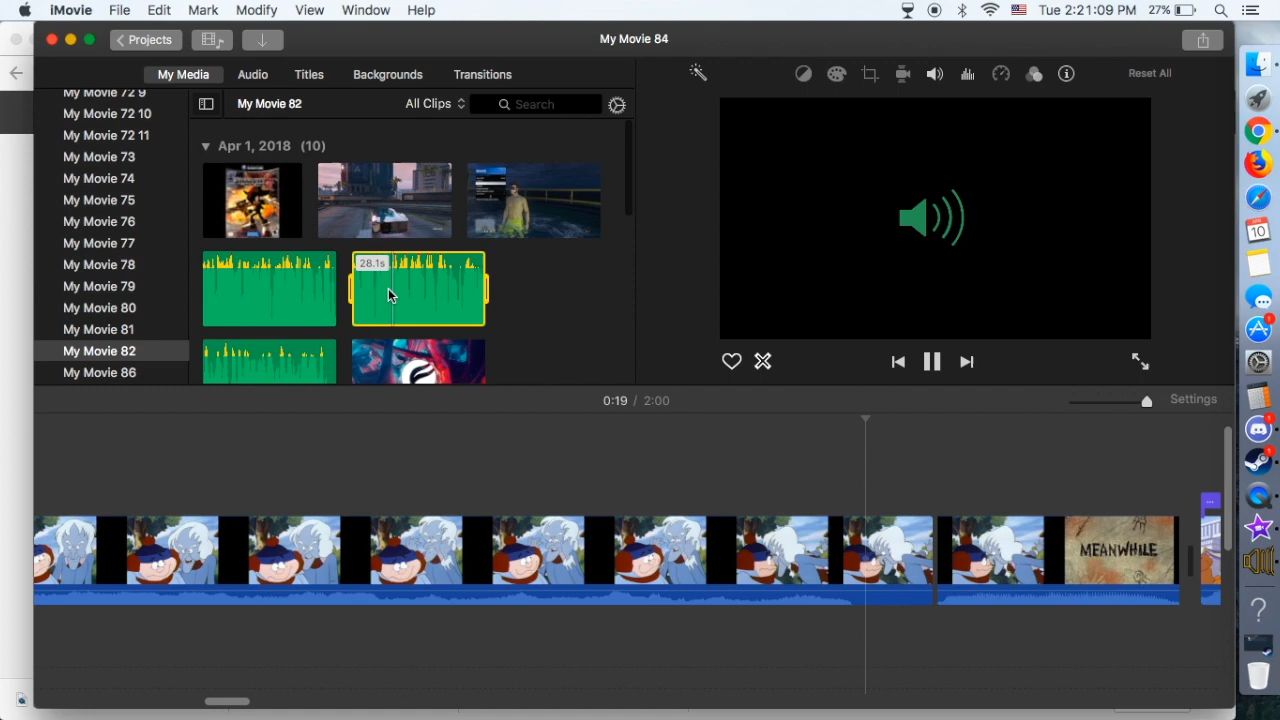 iMovie File Edit Mark Modify View Window Help Tue 2:21:09 PM 27%
Projects My Movie 84
My Media Audio Titles Backgrounds Transitions Reset All
My Movie 72 9
My Movie 82 All Clips Search
My Movie 72 10
My Movie 72 11
Apr 1, 2018 (10)
My Movie 73
My Movie 74
My Movie 75
My Movie 76
My Movie 77
My Movie 78
28.1s
My Movie 79
My Movie 80
My Movie 81
My Movie 82
My Movie 86
0:19 / 2:00 Settings
MEANWHILE
10
1
1
1